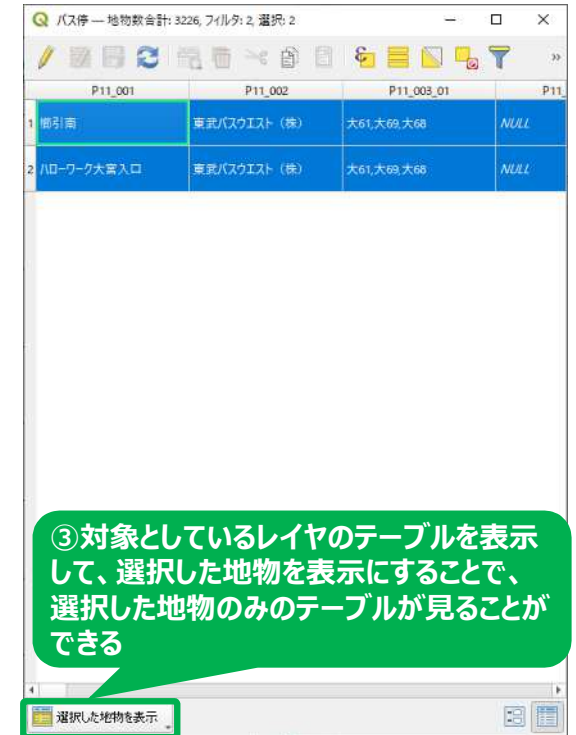 バス停 — 地物数合計: 3226, フィルタ: 2, 選択: 2
P11_001 P11_002 P11_003_01 P11_
1 櫛引南 東武バスウエスト（株） 大61,大69,大68 NULL
2 ハローワーク大宮入口 東武バスウエスト（株） 大61,大69,大68 NULL
③対象としているレイヤのテーブルを表示
して、選択した地物を表示にすることで、
選択した地物のみのテーブルが見ることが
できる
選択した地物を表示